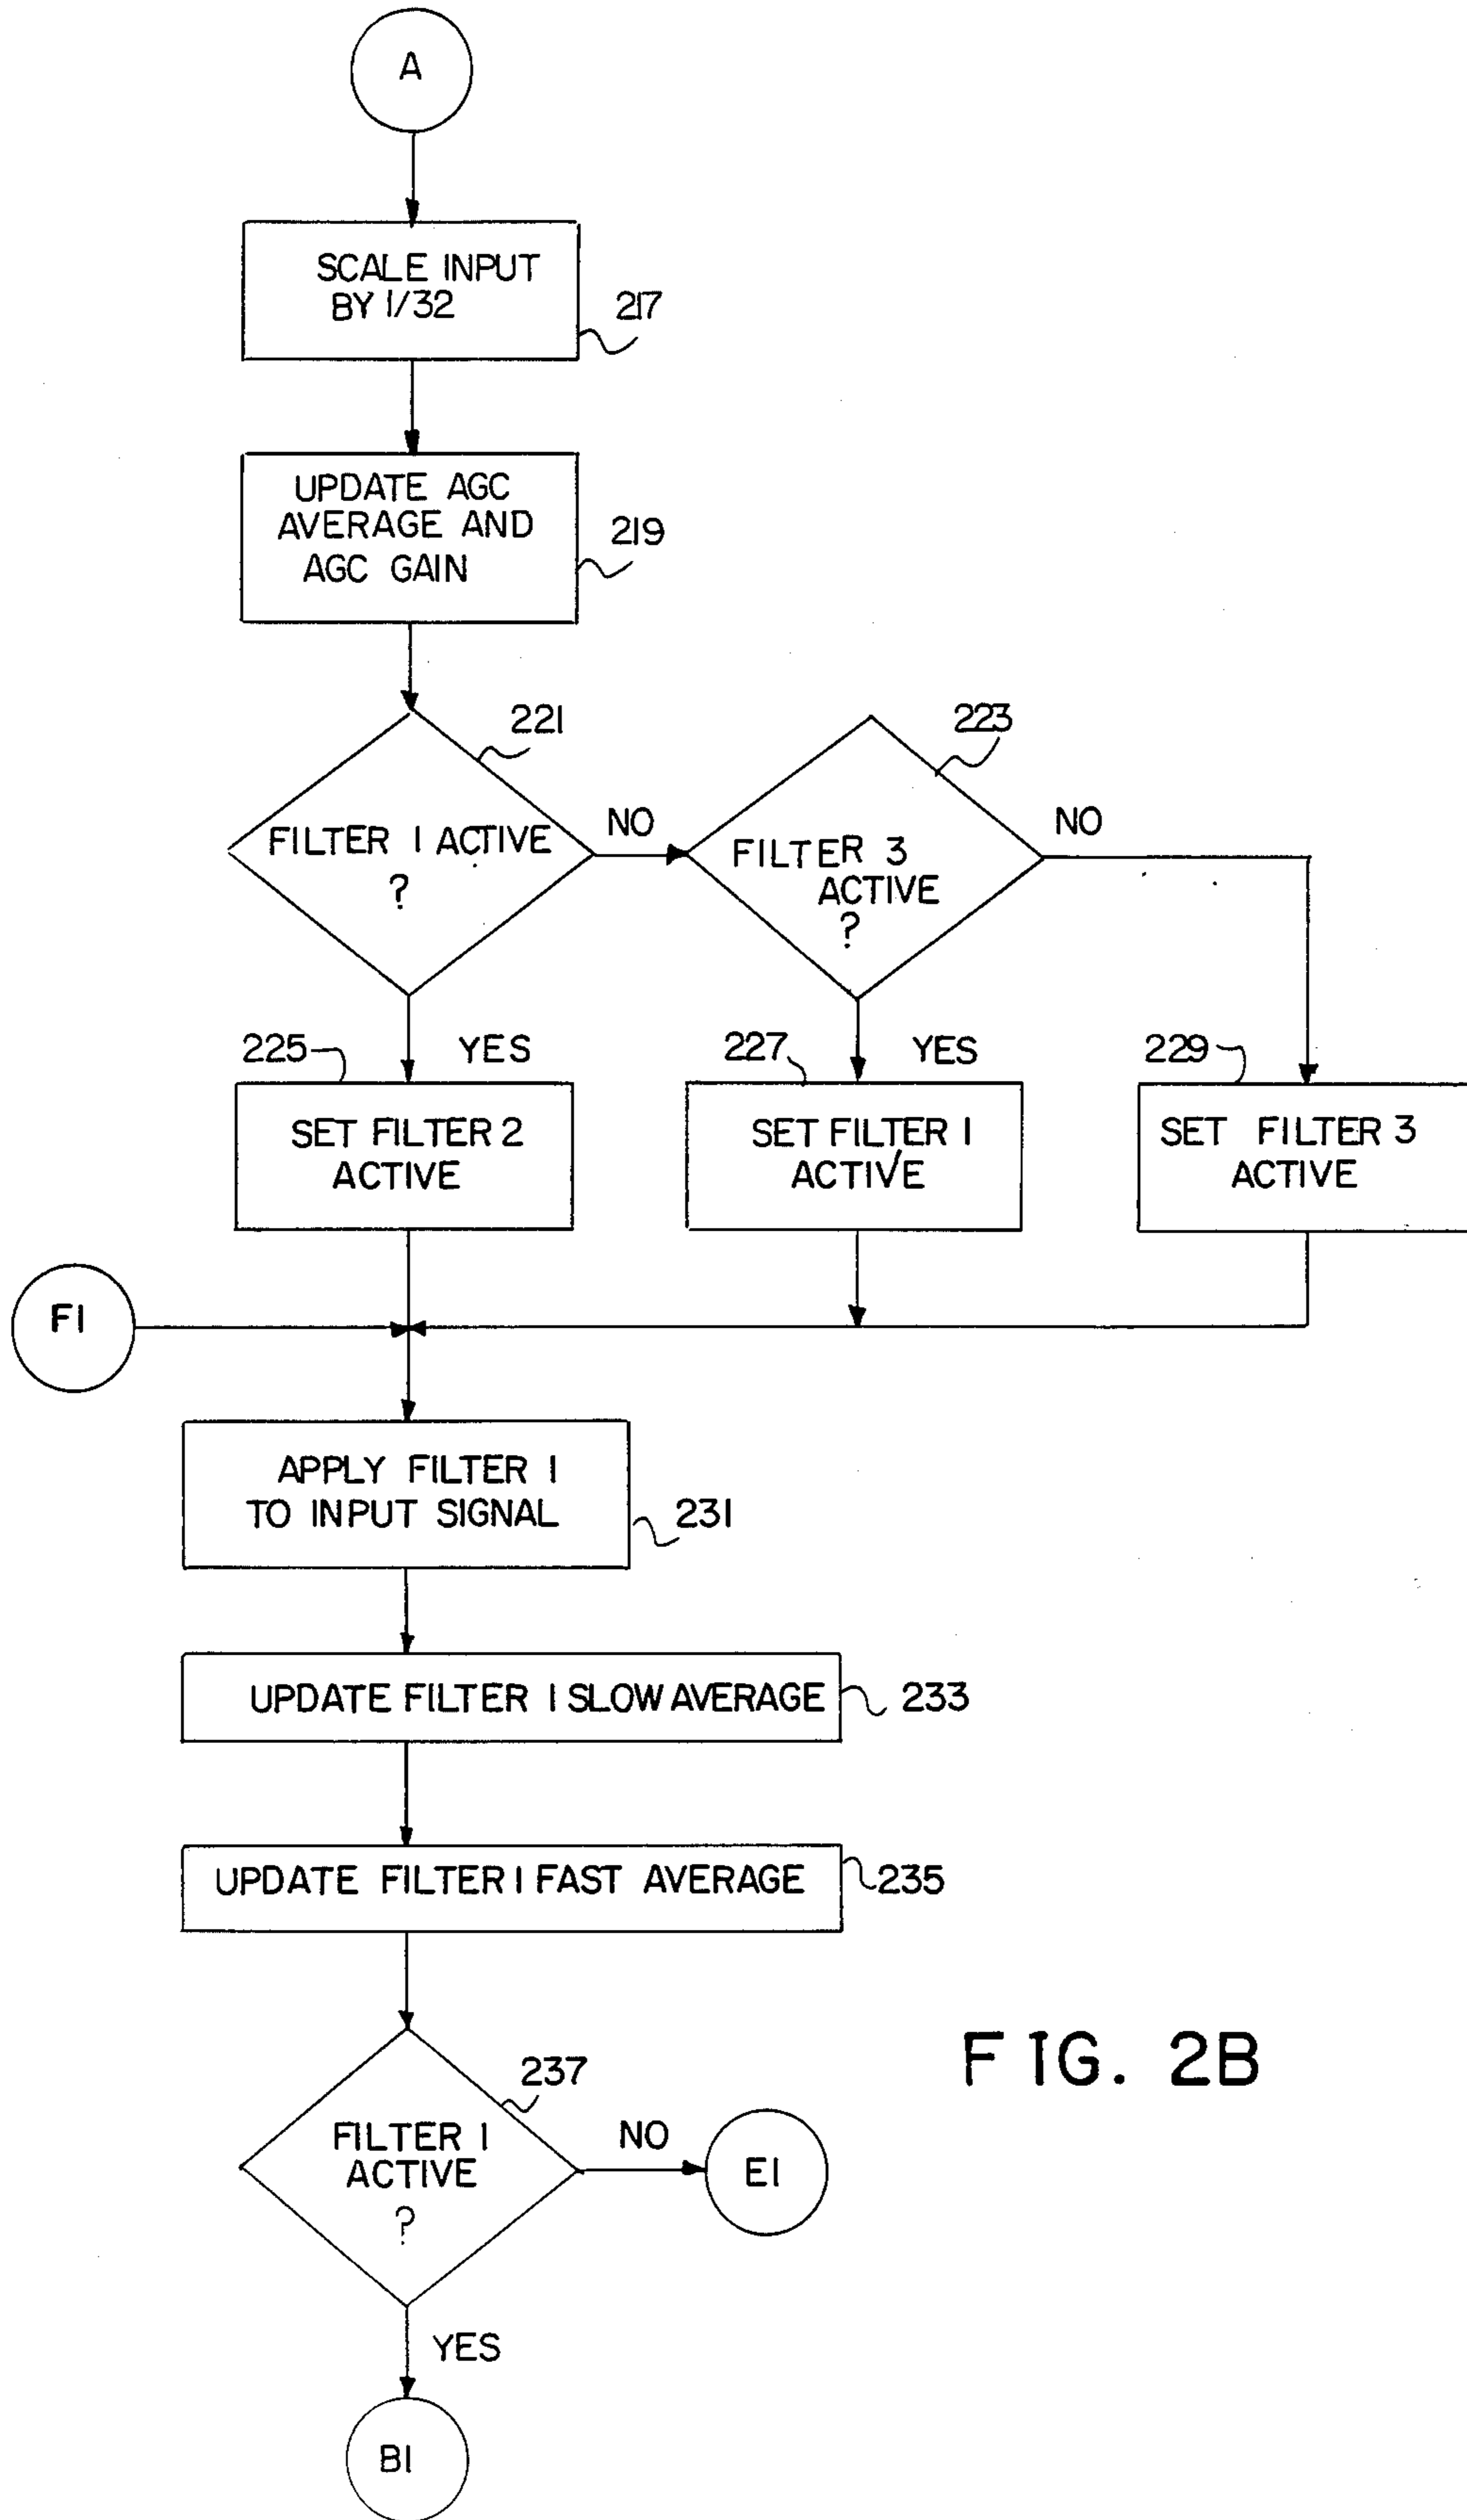 A
SCALE INPUT
BY 1/32
217
UPDATE AGC
AVERAGE AND
AGC GAIN
219
221
223
FILTER 1 ACTIVE
?
NO
FILTER 3
ACTIVE
?
NO
225
YES
227
YES
229
SET FILTER 2
ACTIVE
SET FILTER 1
ACTIVE
SET FILTER 3
ACTIVE
F1
APPLY FILTER 1
TO INPUT SIGNAL
231
UPDATE FILTER 1 SLOW AVERAGE
233
UPDATE FILTER 1 FAST AVERAGE
235
237
FILTER 1
ACTIVE
?
NO
E1
FIG. 2B
YES
B1